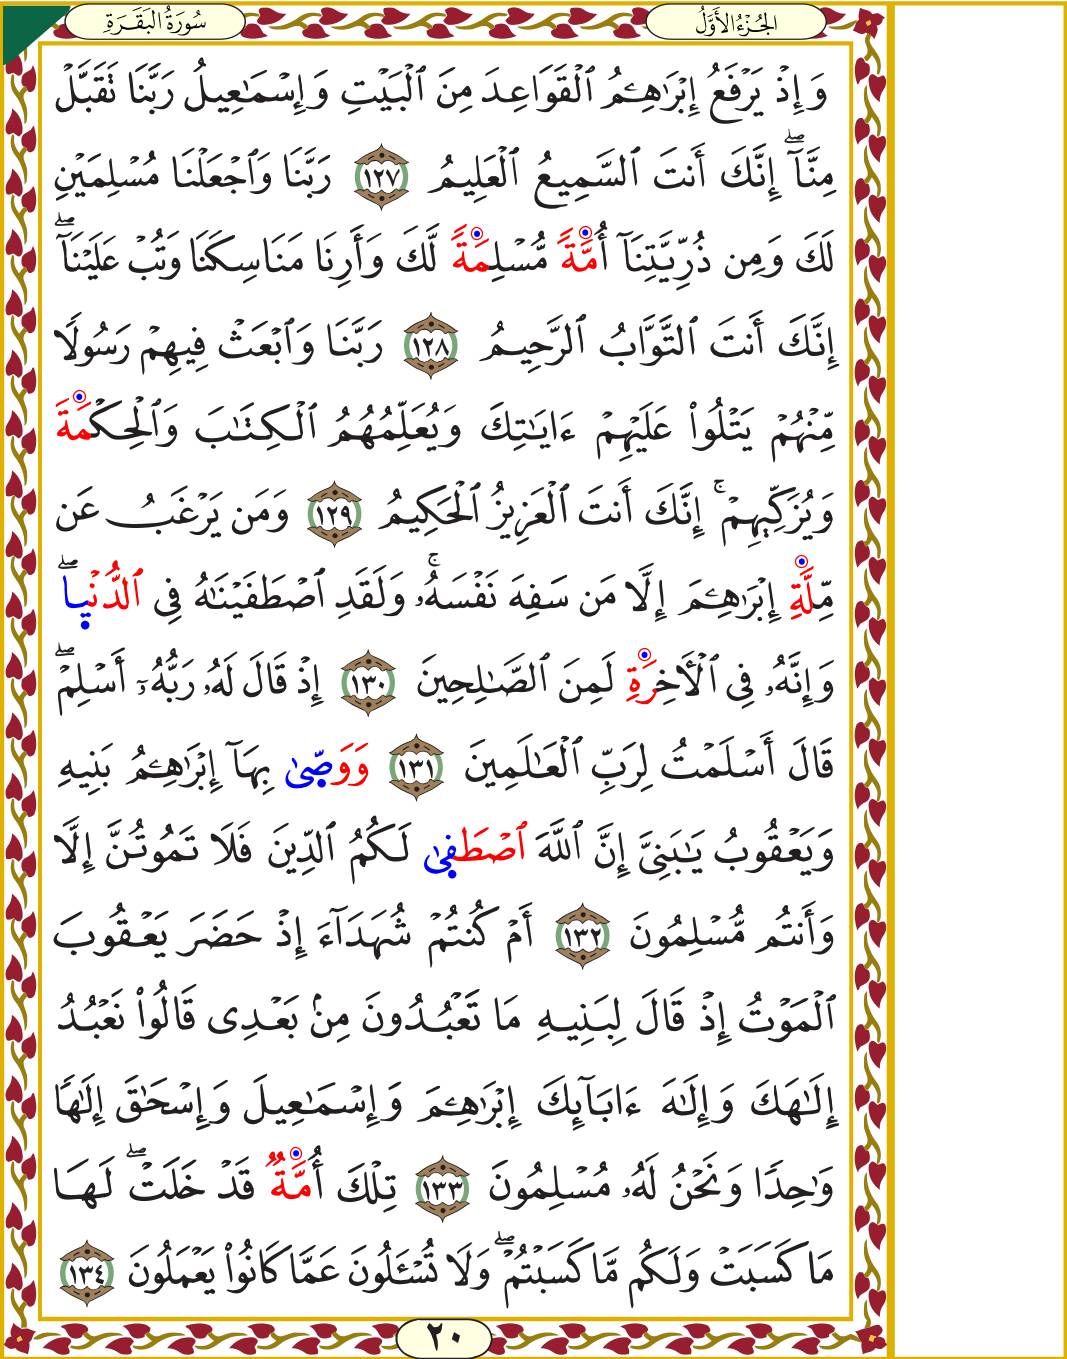 الجُزْءُ الأَوَّلُ
سُورَةُ البَقَرَةِ
وَإِذْ يَرْفَعُ إِبْرَٰهِـۧمُ ٱلْقَوَاعِدَ مِنَ ٱلْبَيْتِ وَإِسْمَـٰعِيلُ رَبَّنَا تَقَبَّلْ
مِنَّآ ۖ إِنَّكَ أَنتَ ٱلسَّمِيعُ ٱلْعَلِيمُ ١٢٧ رَبَّنَا وَٱجْعَلْنَا مُسْلِمَيْنِ
لَكَ وَمِن ذُرِّيَّتِنَآ أُمَّةً مُّسْلِمَةً لَّكَ وَأَرِنَا مَنَاسِكَنَا وَتُبْ عَلَيْنَآ ۖ
إِنَّكَ أَنتَ ٱلتَّوَّابُ ٱلرَّحِيمُ ١٢٨ رَبَّنَا وَٱبْعَثْ فِيهِمْ رَسُولًا
مِّنْهُمْ يَتْلُوا۟ عَلَيْهِمْ ءَايَـٰتِكَ وَيُعَلِّمُهُمُ ٱلْكِتَـٰبَ وَٱلْحِكْمَةَ
وَيُزَكِّيهِمْ ۚ إِنَّكَ أَنتَ ٱلْعَزِيزُ ٱلْحَكِيمُ ١٢٩ وَمَن يَرْغَبُ عَن
مِّلَّةِ إِبْرَٰهِـۧمَ إِلَّا مَن سَفِهَ نَفْسَهُۥ ۚ وَلَقَدِ ٱصْطَفَيْنَـٰهُ فِى ٱلدُّنْيَا ۖ
وَإِنَّهُۥ فِى ٱلْـَٔاخِرَةِ لَمِنَ ٱلصَّـٰلِحِينَ ١٣٠ إِذْ قَالَ لَهُۥ رَبُّهُۥٓ أَسْلِمْ ۖ
قَالَ أَسْلَمْتُ لِرَبِّ ٱلْعَـٰلَمِينَ ١٣١ وَوَصَّىٰ بِهَآ إِبْرَٰهِـۧمُ بَنِيهِ
وَيَعْقُوبُ يَـٰبَنِىَّ إِنَّ ٱللَّهَ ٱصْطَفَىٰ لَكُمُ ٱلدِّينَ فَلَا تَمُوتُنَّ إِلَّا
وَأَنتُم مُّسْلِمُونَ ١٣٢ أَمْ كُنتُمْ شُهَدَآءَ إِذْ حَضَرَ يَعْقُوبَ
ٱلْمَوْتُ إِذْ قَالَ لِبَنِيهِ مَا تَعْبُدُونَ مِنۢ بَعْدِى قَالُوا۟ نَعْبُدُ
إِلَـٰهَكَ وَإِلَـٰهَ ءَابَآئِكَ إِبْرَٰهِـۧمَ وَإِسْمَـٰعِيلَ وَإِسْحَـٰقَ إِلَـٰهًا
وَٰحِدًا وَنَحْنُ لَهُۥ مُسْلِمُونَ ١٣٣ تِلْكَ أُمَّةٌ قَدْ خَلَتْ ۖ لَهَا
مَا كَسَبَتْ وَلَكُم مَّا كَسَبْتُمْ ۖ وَلَا تُسْـَٔلُونَ عَمَّا كَانُوا۟ يَعْمَلُونَ ١٣٤
٢٠